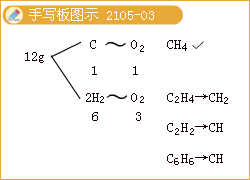 手写板图示 2105-03
C～O₂ CH₄ ✓
12g
1 1
2H₂～O₂ C₂H₄→CH₂
6 3
C₂H₂→CH
C₆H₆→CH